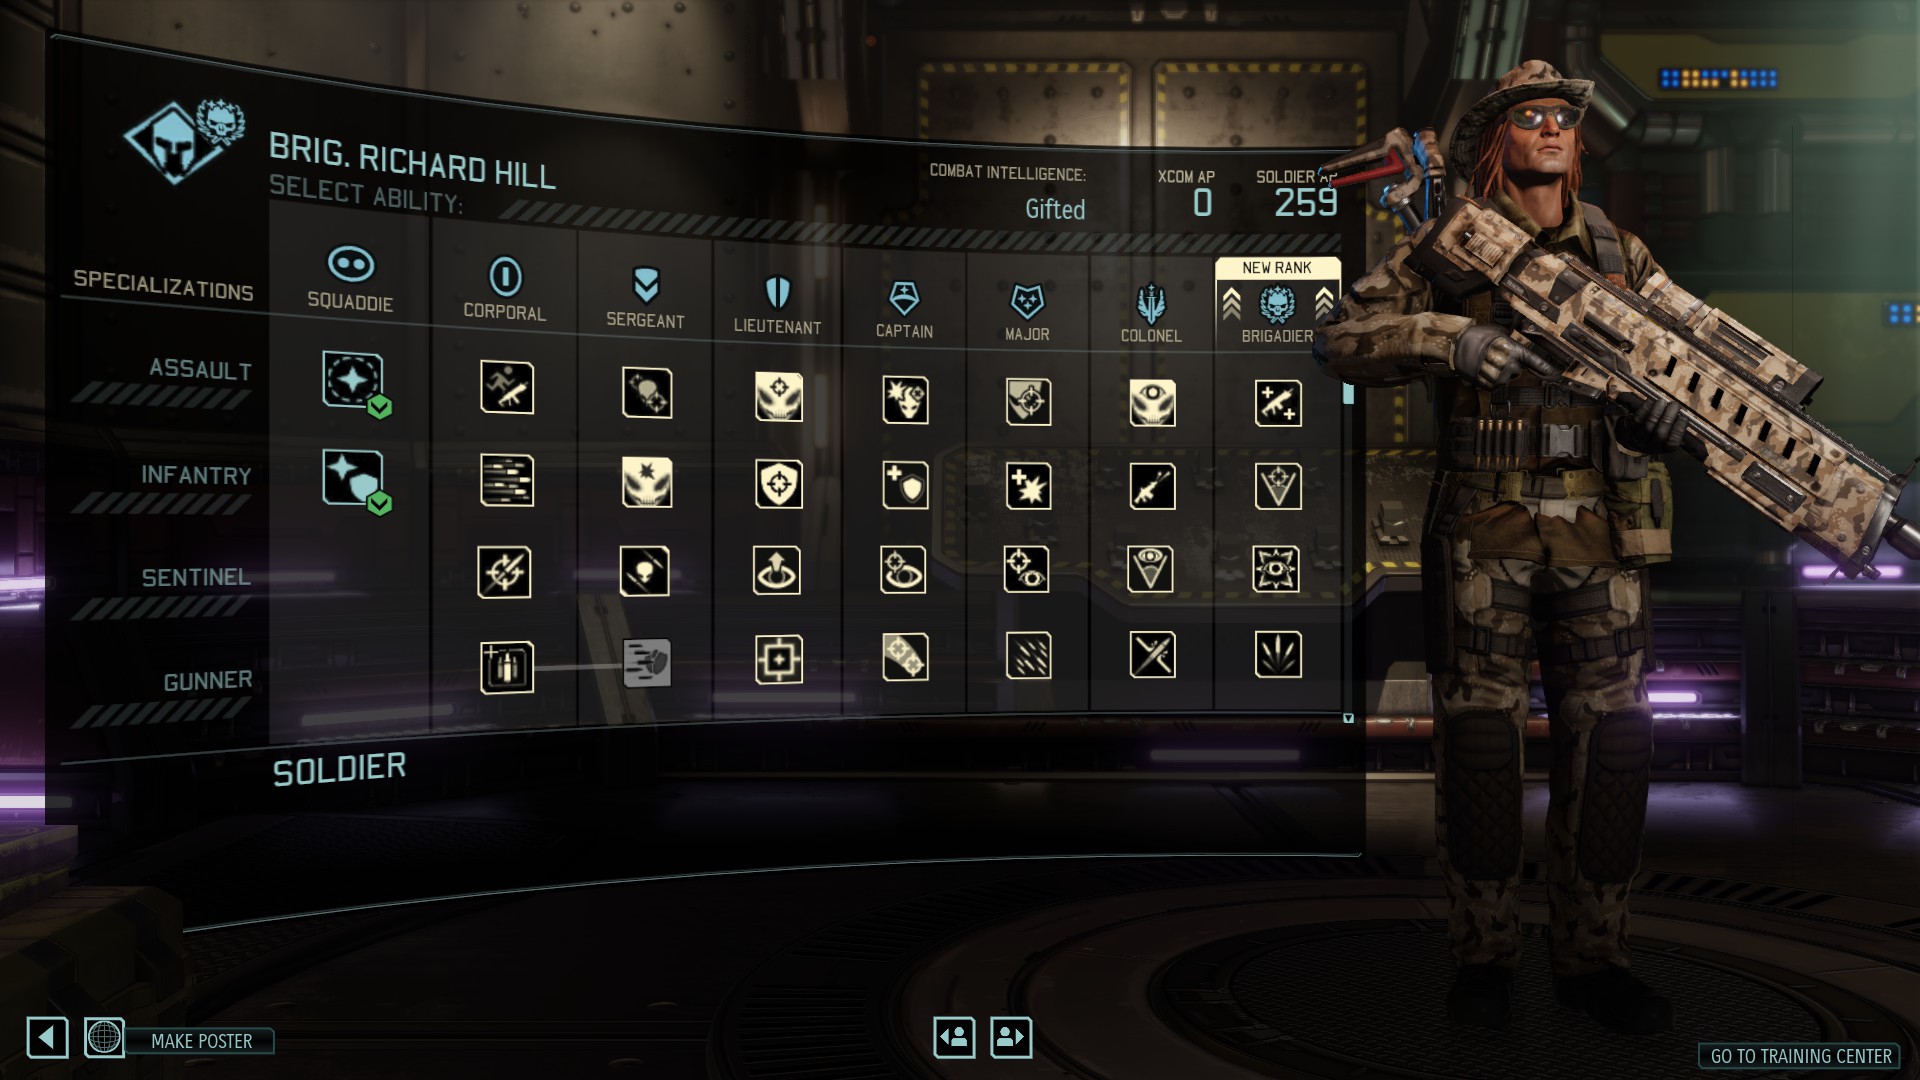 BRIG. RICHARD HILL
SELECT ABILITY:
COMBAT INTELLIGENCE:
Gifted
XCOM AP
0
SOLDIER AP
259
SPECIALIZATIONS
SQUADDIE
CORPORAL
SERGEANT
LIEUTENANT
CAPTAIN
MAJOR
COLONEL
NEW RANK
BRIGADIER
ASSAULT
INFANTRY
SENTINEL
GUNNER
SOLDIER
MAKE POSTER
GO TO TRAINING CENTER